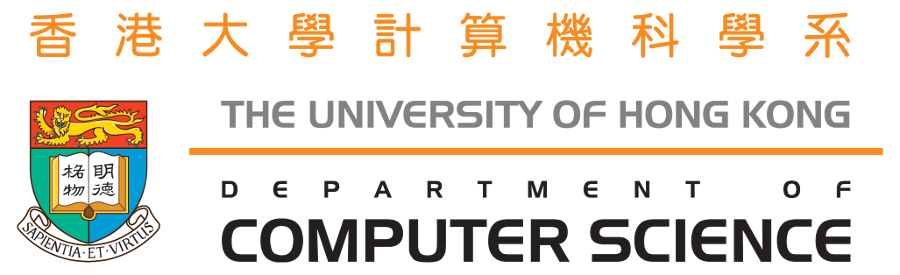 香港大學計算機科學系
THE UNIVERSITY OF HONG KONG
明德
格物
SAPIENTIA·ET·VIRTUS
DEPARTMENT OF
COMPUTER SCIENCE